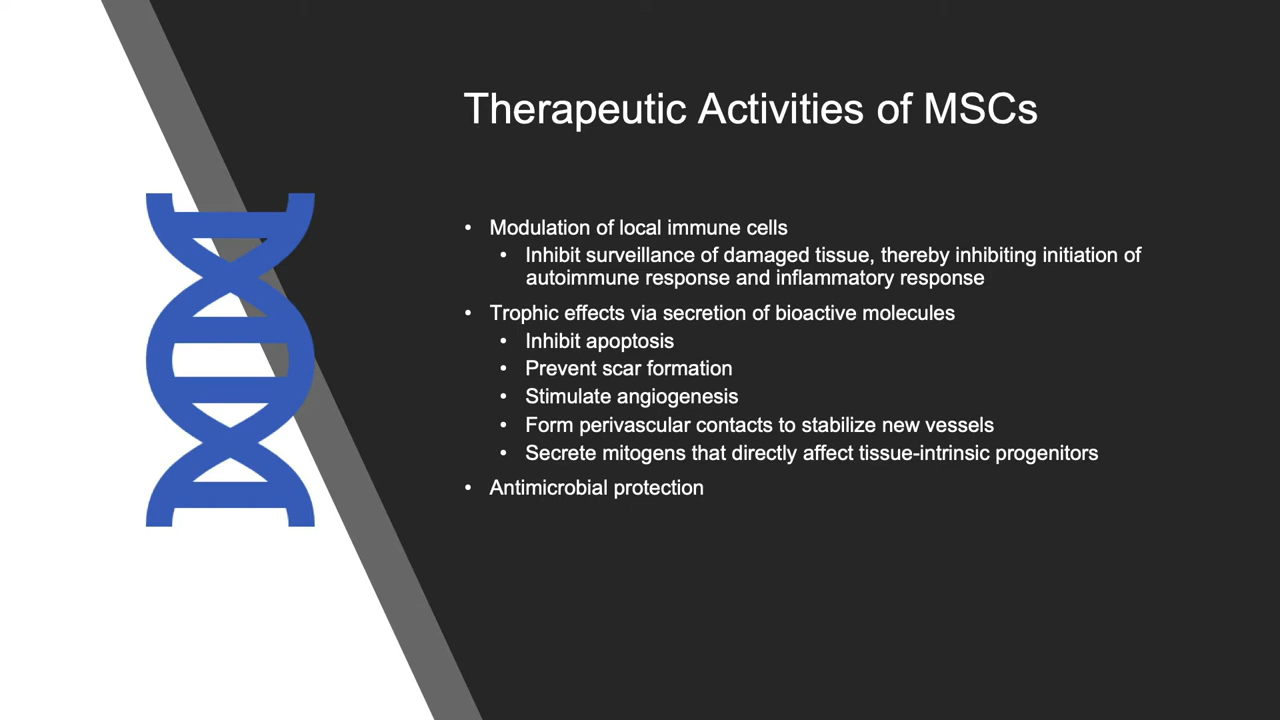 Therapeutic Activities of MSCs
• Modulation of local immune cells
• Inhibit surveillance of damaged tissue, thereby inhibiting initiation of
autoimmune response and inflammatory response
• Trophic effects via secretion of bioactive molecules
• Inhibit apoptosis
• Prevent scar formation
• Stimulate angiogenesis
• Form perivascular contacts to stabilize new vessels
• Secrete mitogens that directly affect tissue-intrinsic progenitors
• Antimicrobial protection